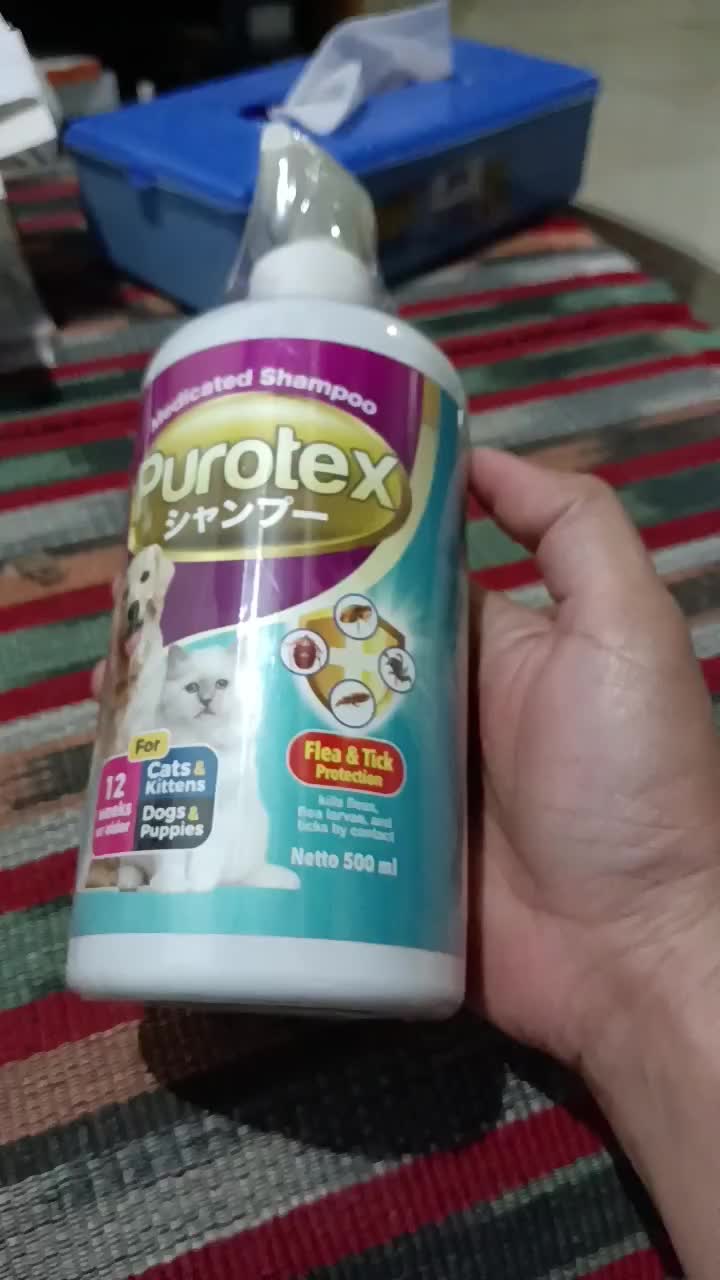 Medicated Shampoo
Purotex
シャンプー
For
12
weeks
or older
Cats &
Kittens
Dogs &
Puppies
Flea & Tick
Protection
kills fleas,
flea larvae, and
ticks by contact
Netto 500 ml